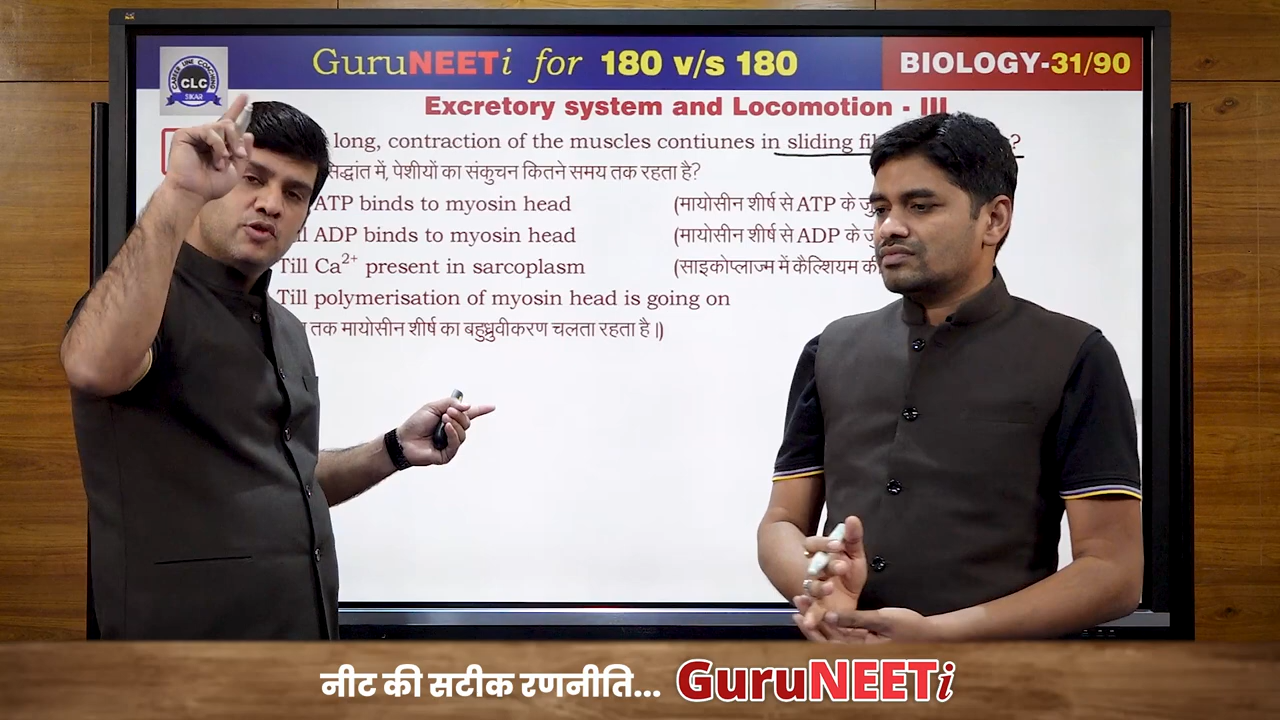 GuruNEETi for 180 v/s 180
BIOLOGY-31/90
CAREER LINE COACHING
CLC
SIKAR
Excretory system and Locomotion - III
long, contraction of the muscles contiunes in sliding ?
सिद्धांत में, पेशीयों का संकुचन कितने समय तक रहता है?
ATP binds to myosin head (मायोसीन शीर्ष से ATP के
ADP binds to myosin head (मायोसीन शीर्ष से ADP के
Till Ca2+ present in sarcoplasm (साइकोप्लाज्म में कैल्शियम
Till polymerisation of myosin head is going on
तक मायोसीन शीर्ष का बहुध्रुवीकरण चलता रहता है।)
नीट की सटीक रणनीति... GuruNEETi